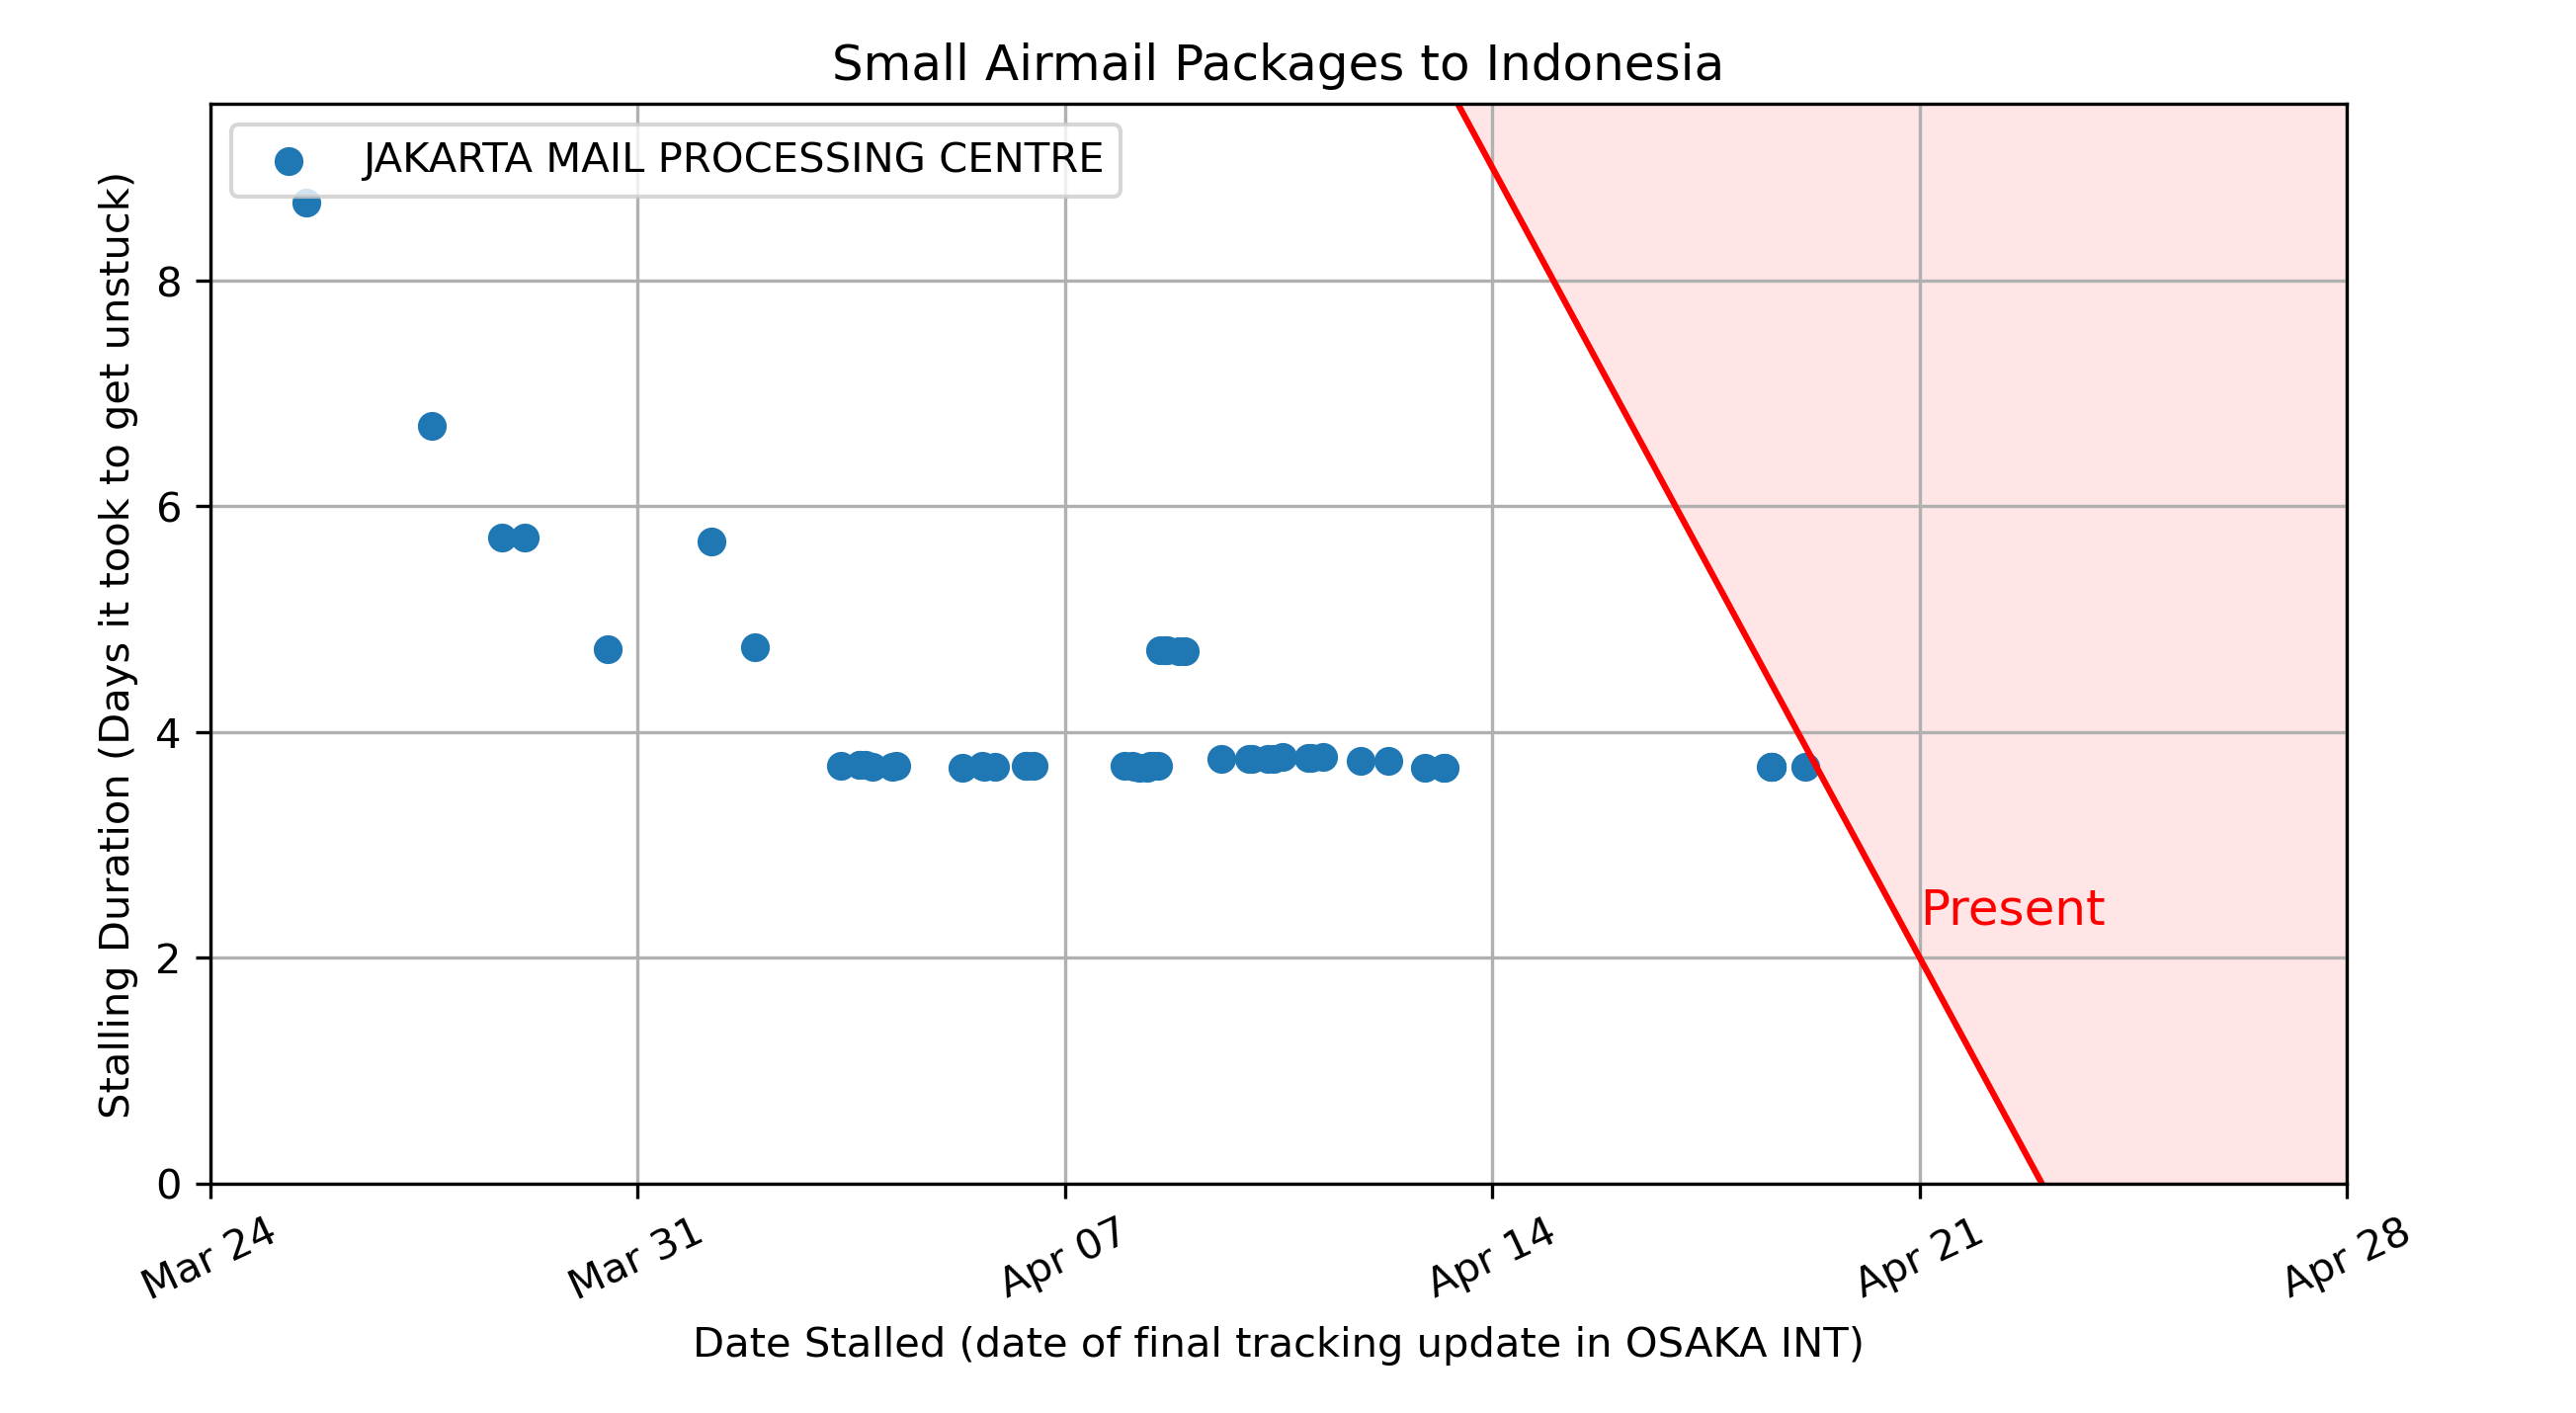 Small Airmail Packages to Indonesia
JAKARTA MAIL PROCESSING CENTRE
Stalling Duration (Days it took to get unstuck)
8
6
4
2
0
Present
Mar 24
Mar 31
Apr 07
Apr 14
Apr 21
Apr 28
Date Stalled (date of final tracking update in OSAKA INT)